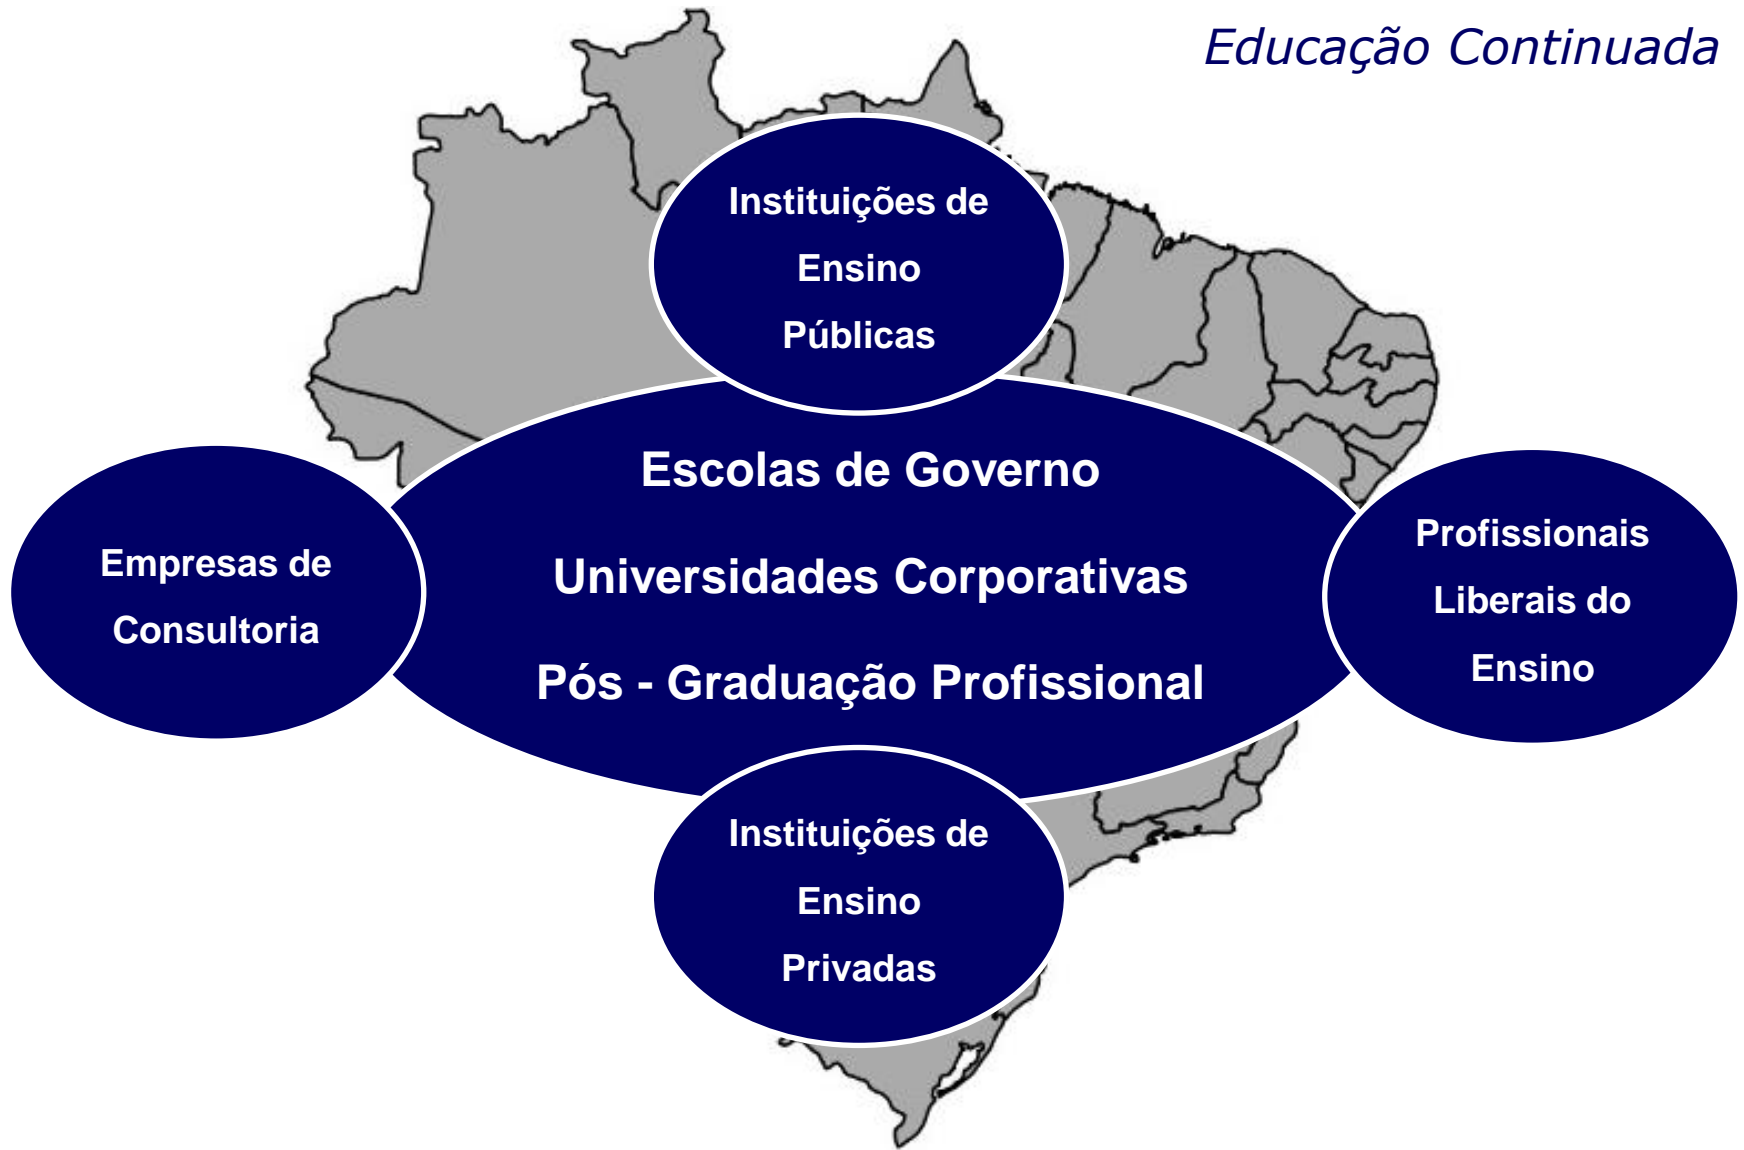 Educação Continuada
Instituições de
Ensino
Públicas
Escolas de Governo
Universidades Corporativas
Pós - Graduação Profissional
Empresas de
Consultoria
Profissionais
Liberais do
Ensino
Instituições de
Ensino
Privadas